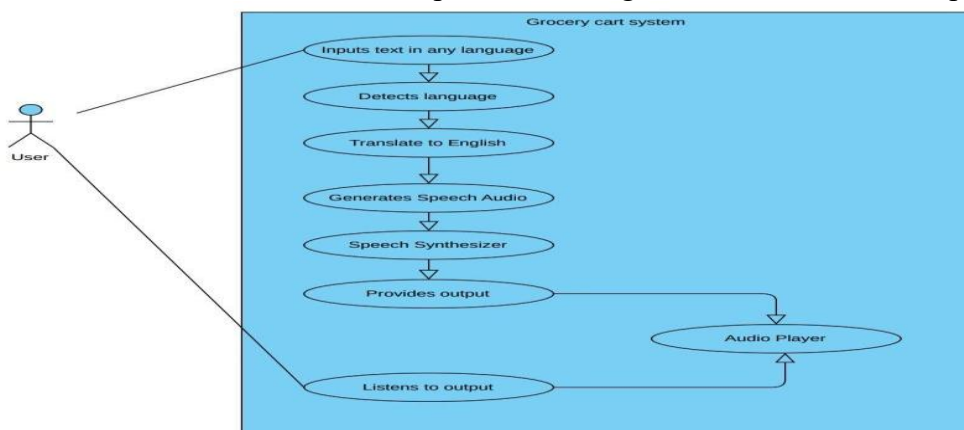 Grocery cart system
Inputs text in any language
Detects language
Translate to English
User
Generates Speech Audio
Speech Synthesizer
Provides output
Audio Player
Listens to output